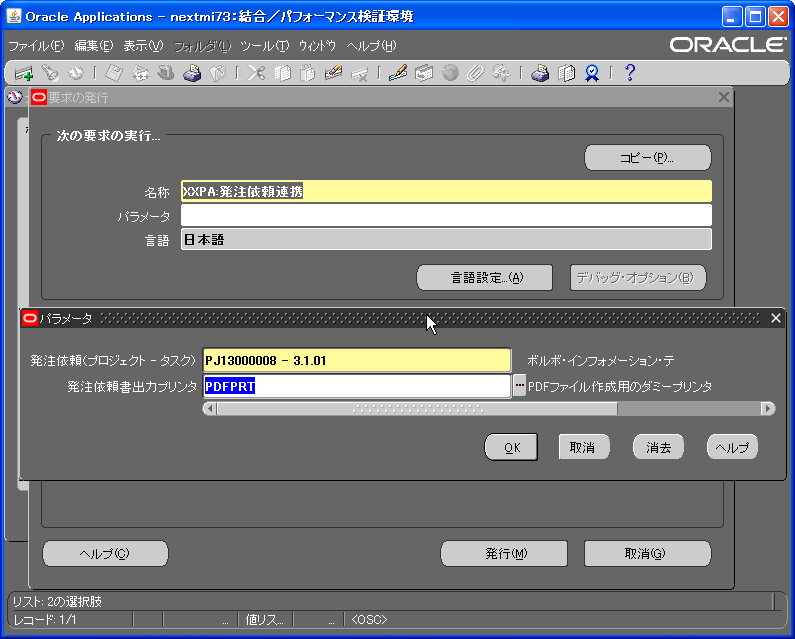 Oracle Applications - nextmi73:結合／パフォーマンス検証環境
ファイル(F) 編集(E) 表示(V) フォルダ(L) ツール(T) ウィンドウ ヘルプ(H)
ORACLE
要求の発行
次の要求の実行...
コピー(P)...
名称 XXPA:発注依頼連携
パラメータ
言語 日本語
言語設定...(A) デバッグ・オプション(B)
パラメータ
発注依頼(プロジェクト - タスク) PJ13000008 - 3.1.01 ボルボ・インフォメーション・テ
発注依頼書出力プリンタ PDFPRT ... PDFファイル作成用のダミープリンタ
OK 取消 消去 ヘルプ
ヘルプ(C) 発行(M) 取消(G)
リスト: 2の選択肢
レコード: 1/1 ... 値リス... ... <OSC>